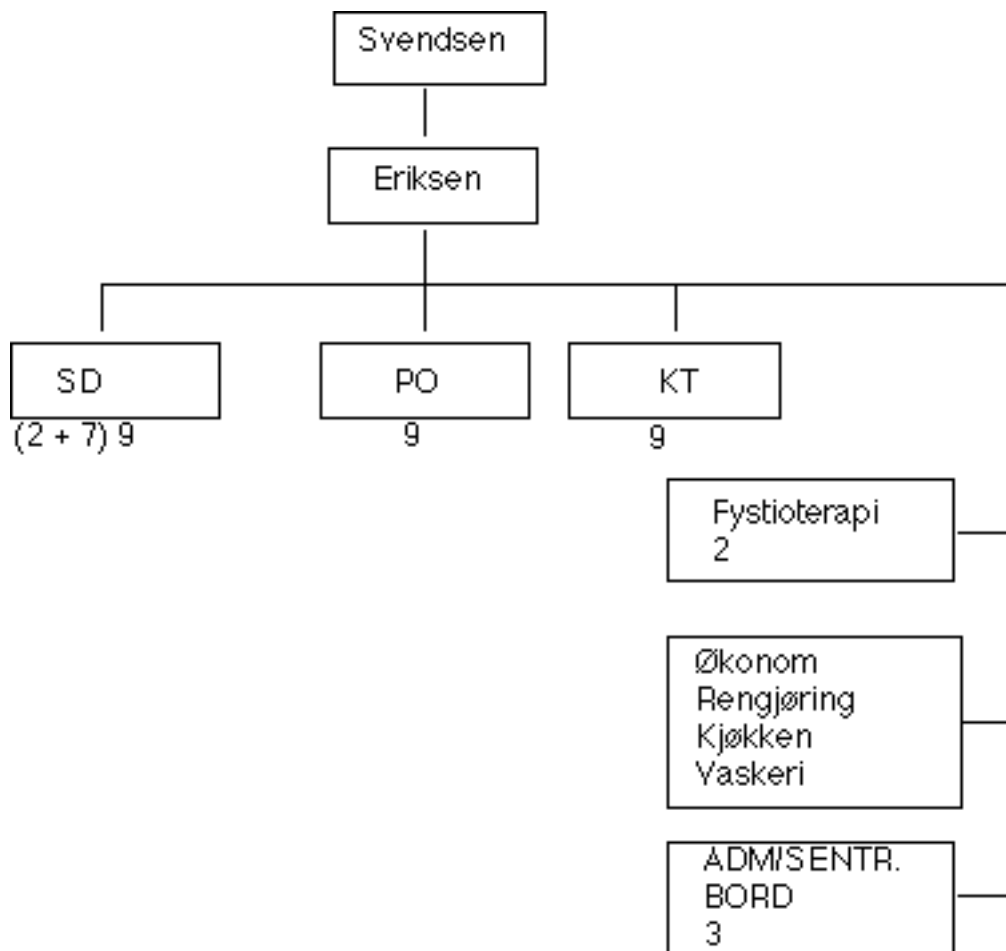 Svendsen
Eriksen
SD
PO
KT
(2 + 7) 9
9
9
Fystioterapi
2
Økonom
Rengjøring
Kjøkken
Vaskeri
ADM/SENTR.
BORD
3